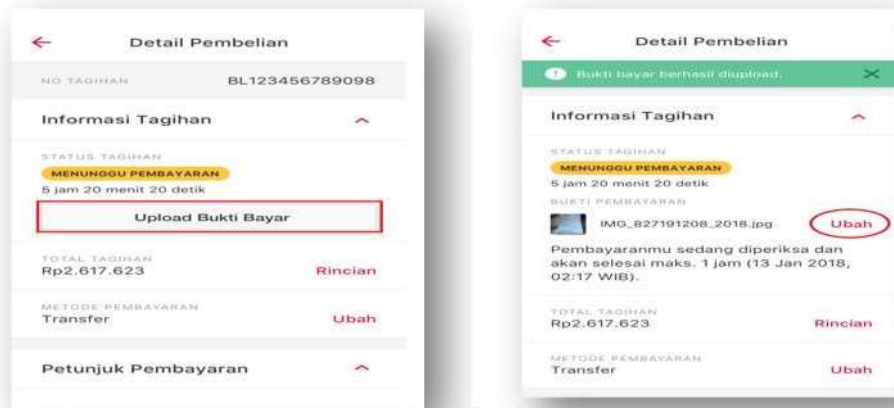 Detail Pembelian
NO TAGIHAN BL123456789098
Informasi Tagihan
STATUS TAGIHAN
MENUNGGU PEMBAYARAN
5 jam 20 menit 20 detik
Upload Bukti Bayar
TOTAL TAGIHAN
Rp2.617.623 Rincian
METODE PEMBAYARAN
Transfer Ubah
Petunjuk Pembayaran
Detail Pembelian
Bukti bayar berhasil diupload.
Informasi Tagihan
STATUS TAGIHAN
MENUNGGU PEMBAYARAN
5 jam 20 menit 20 detik
BUKTI PEMBAYARAN
IMG_827191208_2018.jpg Ubah
Pembayaranmu sedang diperiksa dan
akan selesai maks. 1 jam (13 Jan 2018,
02:17 WIB).
TOTAL TAGIHAN
Rp2.617.623 Rincian
METODE PEMBAYARAN
Transfer Ubah